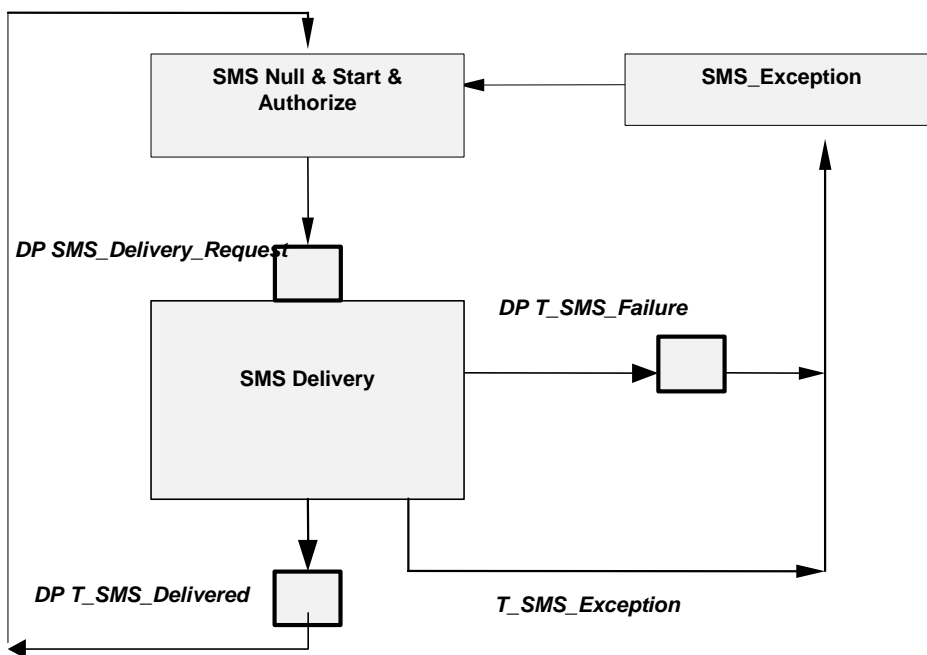 SMS Null & Start &
Authorize
SMS_Exception
DP SMS_Delivery_Request
DP T_SMS_Failure
SMS Delivery
DP T_SMS_Delivered
T_SMS_Exception